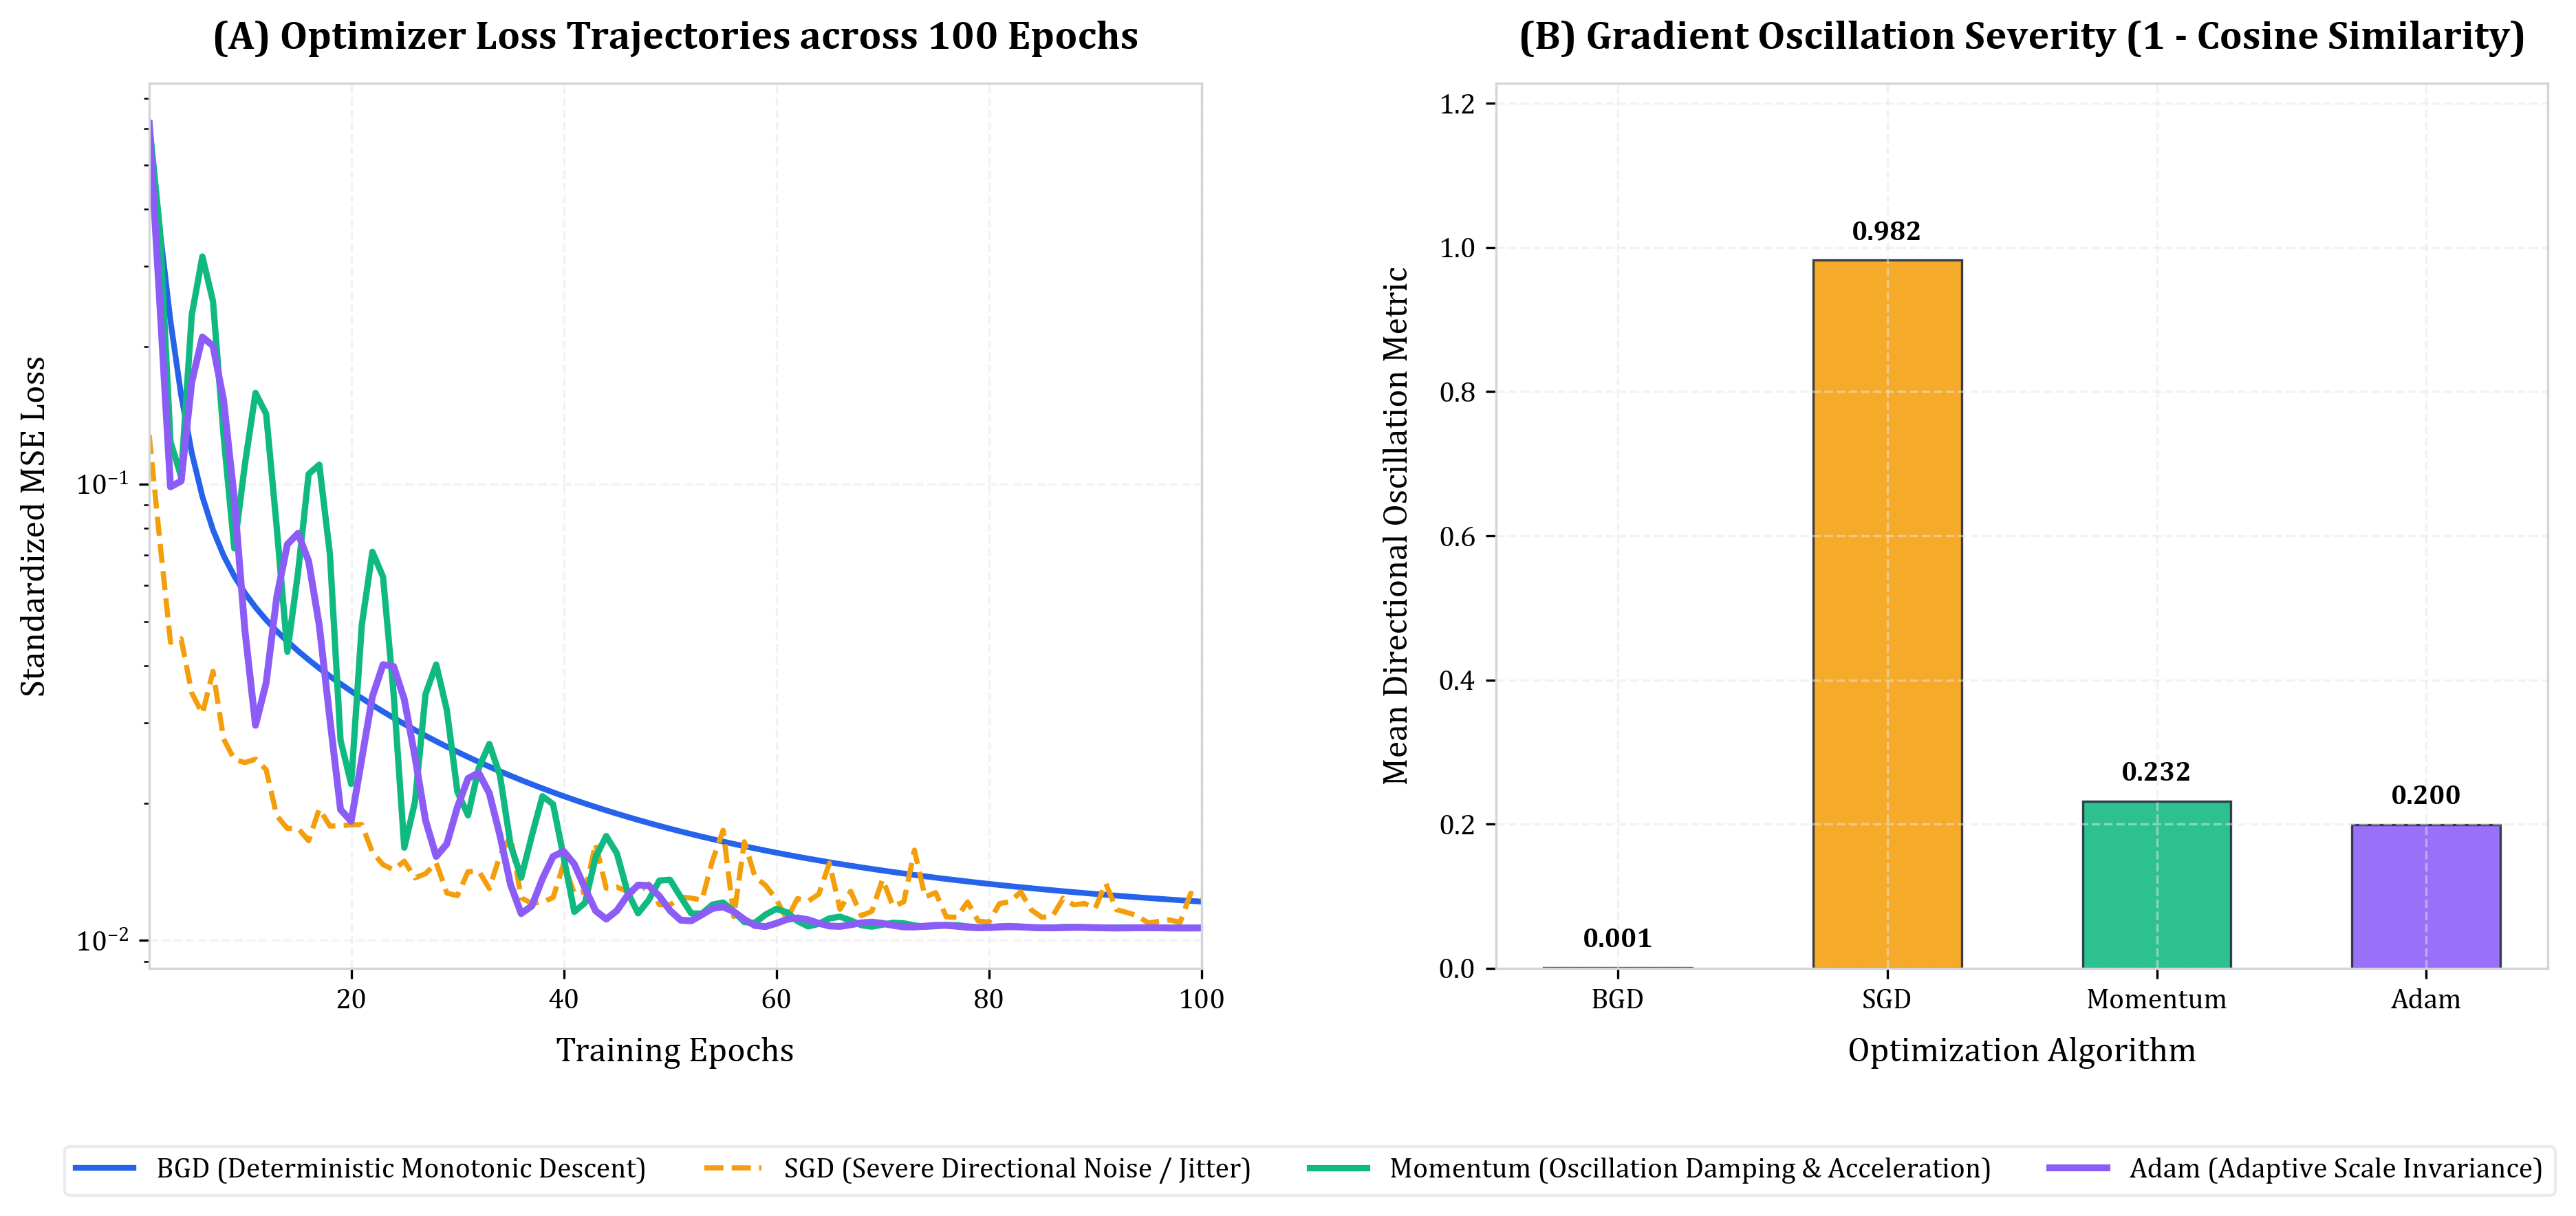 (A) Optimizer Loss Trajectories across 100 Epochs
Standardized MSE Loss
10⁻¹
10⁻²
20 40 60 80 100
Training Epochs
(B) Gradient Oscillation Severity (1 - Cosine Similarity)
Mean Directional Oscillation Metric
1.2
1.0
0.8
0.6
0.4
0.2
0.0
0.001
0.982
0.232
0.200
BGD SGD Momentum Adam
Optimization Algorithm
BGD (Deterministic Monotonic Descent) SGD (Severe Directional Noise / Jitter) Momentum (Oscillation Damping & Acceleration) Adam (Adaptive Scale Invariance)